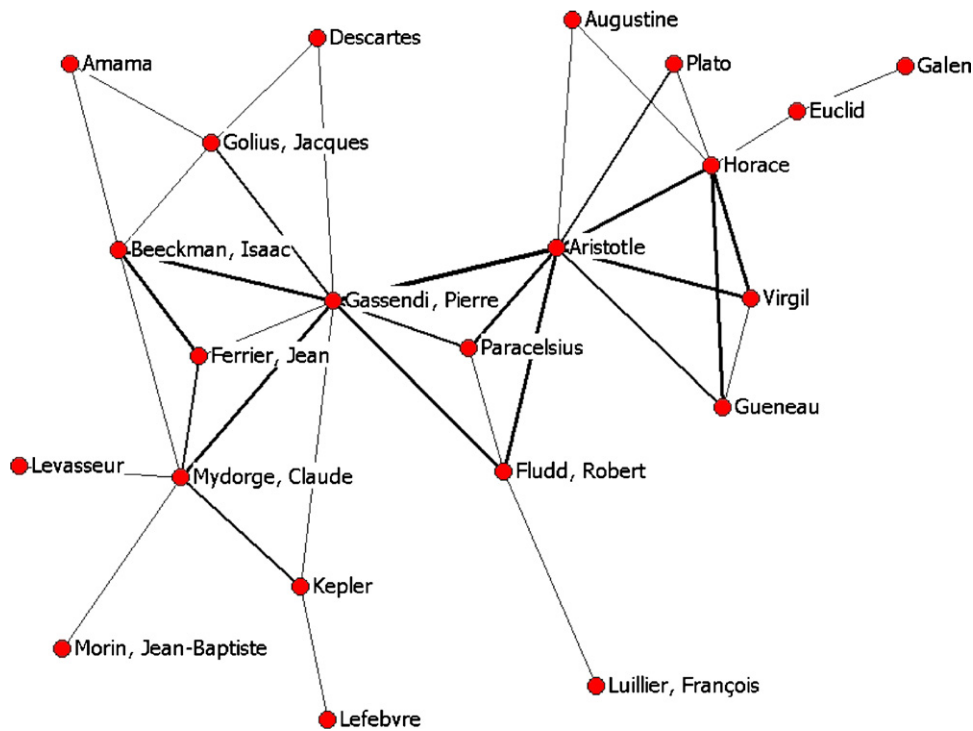 Augustine
Descartes
Amama
Plato
Galen
Euclid
Golius, Jacques
Horace
Beeckman, Isaac
Aristotle
Gassendi, Pierre
Virgil
Ferrier, Jean
Paracelsius
Gueneau
Levasseur
Mydorge, Claude
Fludd, Robert
Kepler
Morin, Jean-Baptiste
Luillier, François
Lefebvre